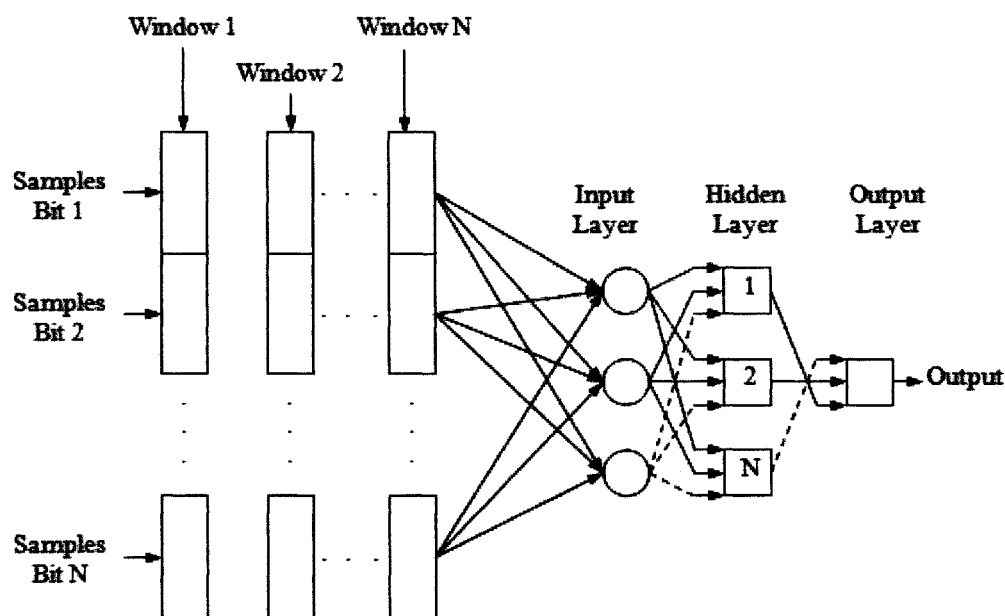 Window 1
Window N
Window 2
Samples
Bit 1
Input
Layer
Hidden
Layer
Output
Layer
Samples
Bit 2
1
2
Output
N
Samples
Bit N